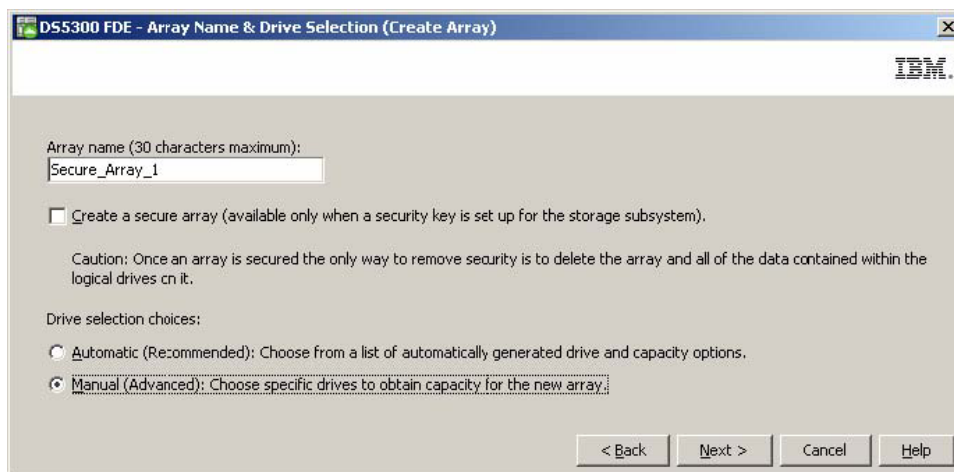 DS5300 FDE - Array Name & Drive Selection (Create Array)
IBM.
Array name (30 characters maximum):
Secure_Array_1
Create a secure array (available only when a security key is set up for the storage subsystem).
Caution: Once an array is secured the only way to remove security is to delete the array and all of the data contained within the
logical drives on it.
Drive selection choices:
Automatic (Recommended): Choose from a list of automatically generated drive and capacity options.
Manual (Advanced): Choose specific drives to obtain capacity for the new array.
< Back Next > Cancel Help